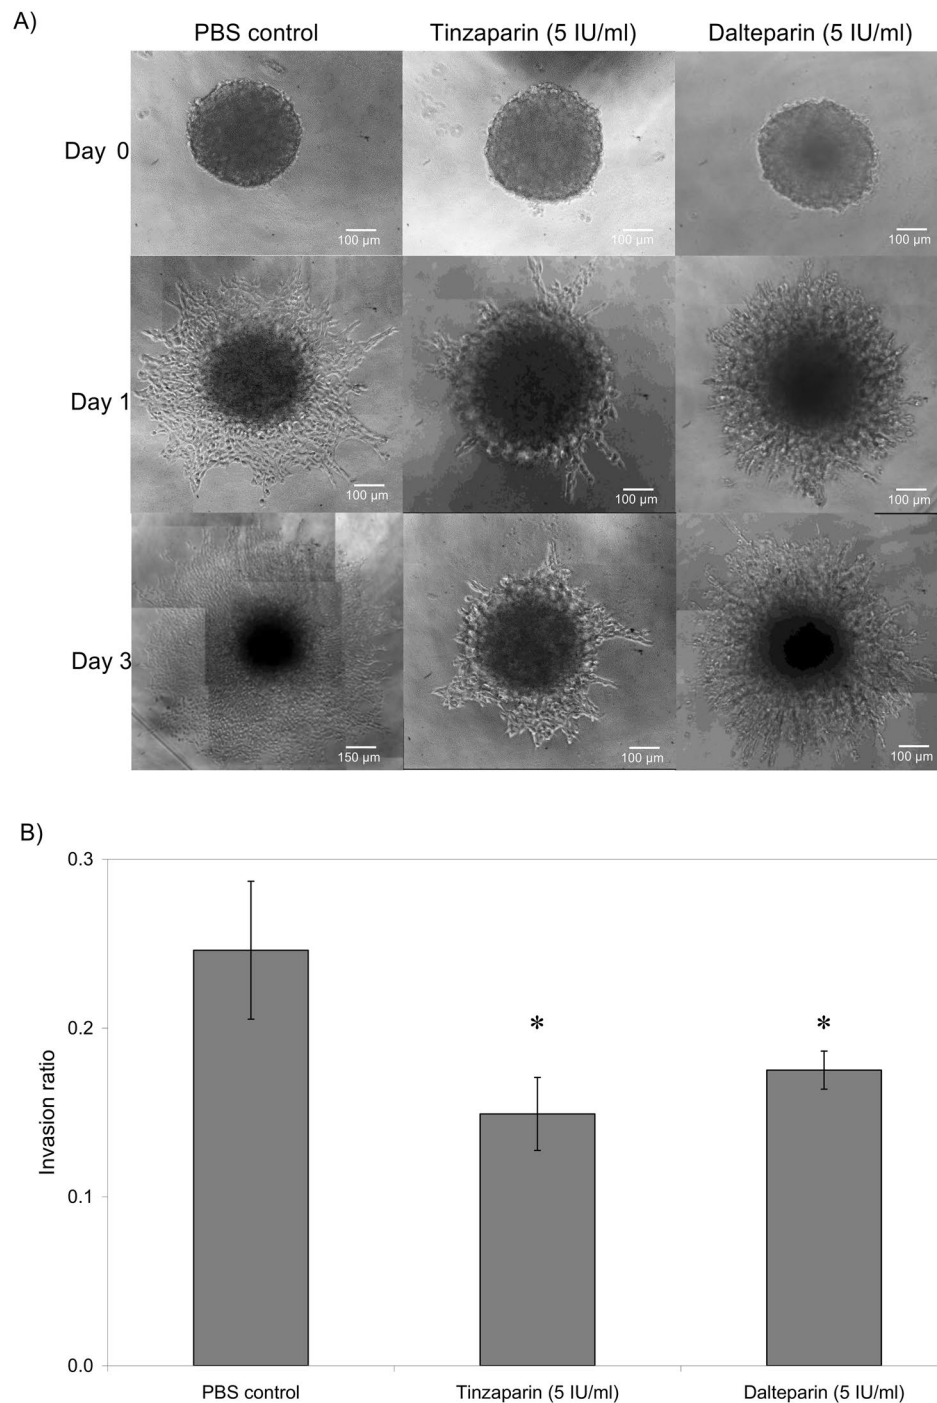 A)
PBS control Tinzaparin (5 IU/ml) Dalteparin (5 IU/ml)
Day 0
100 µm 100 µm 100 µm
Day 1
100 µm 100 µm 100 µm
Day 3
150 µm 100 µm 100 µm
B)
0.3
0.2
0.1
0.0
Invasion ratio
* *
PBS control Tinzaparin (5 IU/ml) Dalteparin (5 IU/ml)